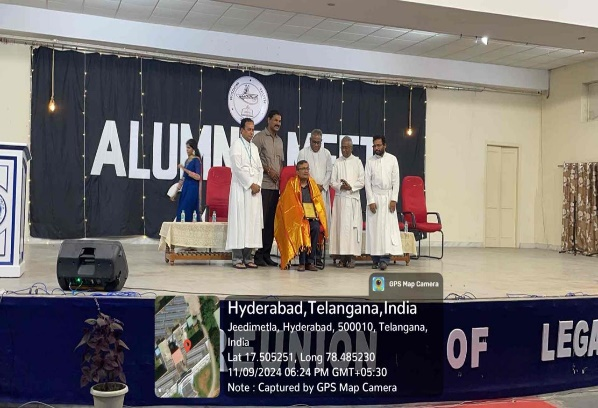 ALUMNI MEET
GPS Map Camera
REUNION OF LEGA
Hyderabad,Telangana,India
Jeedimetla, Hyderabad, 500010, Telangana,
India
Lat 17.505251, Long 78.485230
11/09/2024 06:24 PM GMT+05:30
Note : Captured by GPS Map Camera